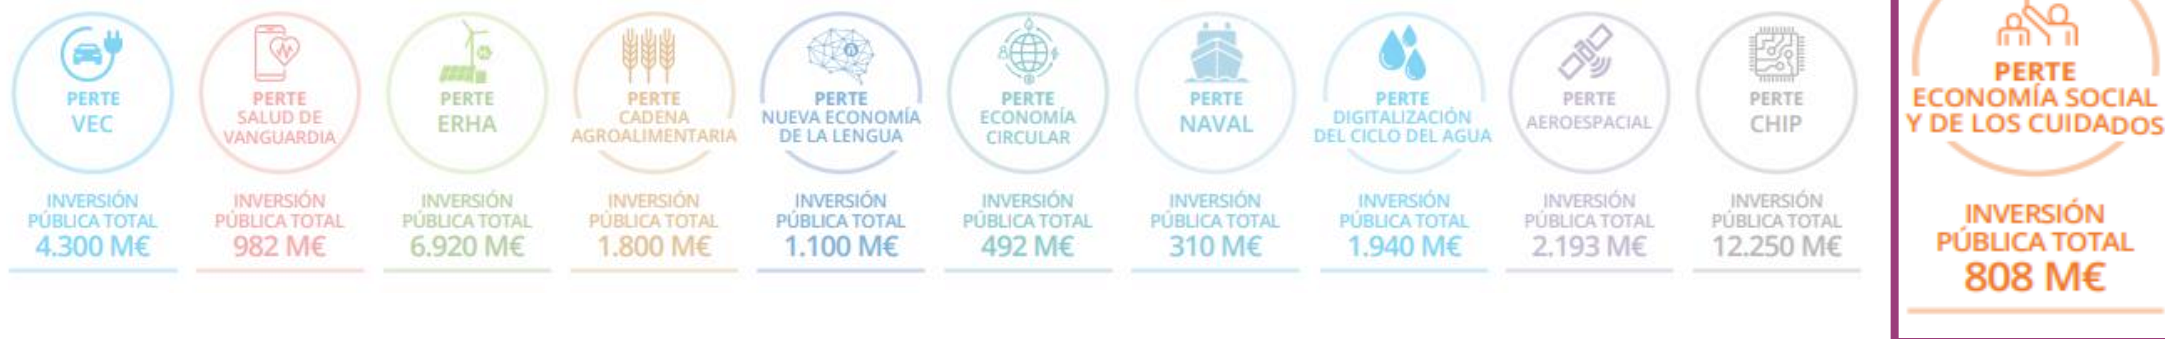 PERTE
VEC
INVERSIÓN
PÚBLICA TOTAL
4.300 M€
PERTE
SALUD DE
VANGUARDIA
INVERSIÓN
PÚBLICA TOTAL
982 M€
PERTE
ERHA
INVERSIÓN
PÚBLICA TOTAL
6.920 M€
PERTE
CADENA
AGROALIMENTARIA
INVERSIÓN
PÚBLICA TOTAL
1.800 M€
PERTE
NUEVA ECONOMÍA
DE LA LENGUA
INVERSIÓN
PÚBLICA TOTAL
1.100 M€
PERTE
ECONOMÍA
CIRCULAR
INVERSIÓN
PÚBLICA TOTAL
492 M€
PERTE
NAVAL
INVERSIÓN
PÚBLICA TOTAL
310 M€
PERTE
DIGITALIZACIÓN
DEL CICLO DEL AGUA
INVERSIÓN
PÚBLICA TOTAL
1.940 M€
PERTE
AEROESPACIAL
INVERSIÓN
PÚBLICA TOTAL
2.193 M€
PERTE
CHIP
INVERSIÓN
PÚBLICA TOTAL
12.250 M€
PERTE
ECONOMÍA SOCIAL
Y DE LOS CUIDADOS
INVERSIÓN
PÚBLICA TOTAL
808 M€